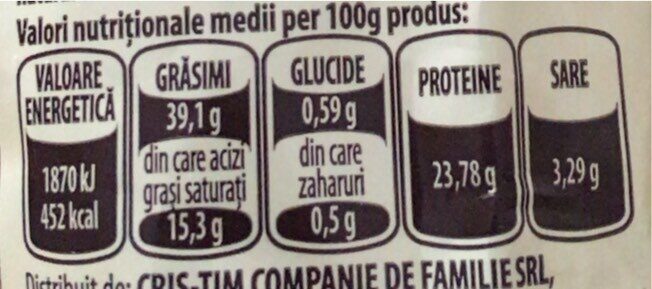 Valori nutriționale medii per 100g produs:
VALOARE
ENERGETICĂ
1870 kJ
452 kcal
GRĂSIMI
39,1 g
din care acizi
grași saturați
15,3 g
GLUCIDE
0,59 g
din care
zaharuri
0,5 g
PROTEINE
23,78 g
SARE
3,29 g
Distribuit de: CRIS-TIM COMPANIE DE FAMILIE SRL,